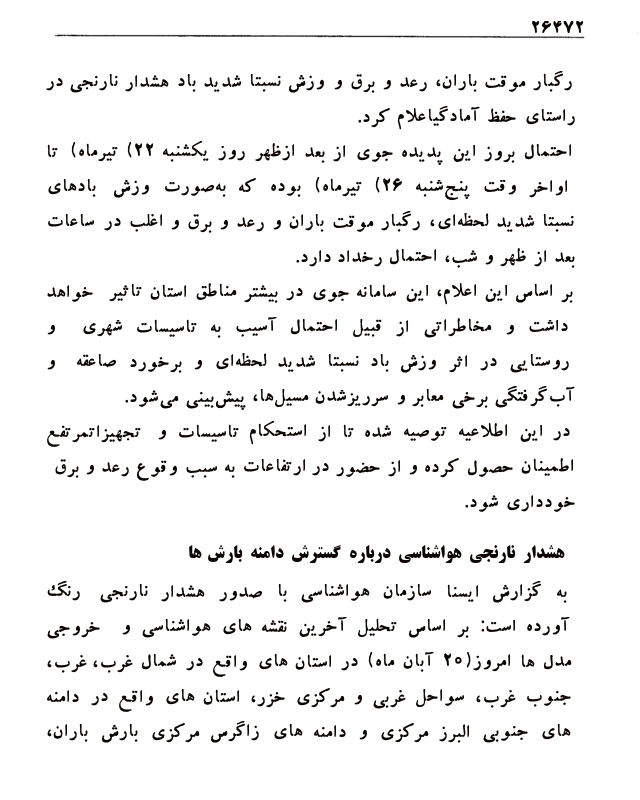 ۲۶۴۷۲
رگبار موقت باران، رعد و برق و وزش نسبتا شدید باد هشدار نارنجی در
راستای حفظ آمادگیاعلام کرد.
احتمال بروز این پدیده جوی از بعد ازظهر روز یکشنبه ۲۲) تیرماه) تا
اواخر وقت پنج‌شنبه ۲۶) تیرماه) بوده که به‌صورت وزش بادهای
نسبتا شدید لحظه‌ای، رگبار موقت باران و رعد و برق و اغلب در ساعات
بعد از ظهر و شب، احتمال رخداد دارد.
بر اساس این اعلام، این سامانه جوی در بیشتر مناطق استان تاثیر خواهد
داشت و مخاطراتی از قبیل احتمال آسیب به تاسیسات شهری و
روستایی در اثر وزش باد نسبتا شدید لحظه‌ای و برخورد صاعقه و
آب‌گرفتگی برخی معابر و سرریزشدن مسیل‌ها، پیش‌بینی می‌شود.
در این اطلاعیه توصیه شده تا از استحکام تاسیسات و تجهیزاتمرتفع
اطمینان حصول کرده و از حضور در ارتفاعات به سبب وقوع رعد و برق
خودداری شود.
هشدار نارنجی هواشناسی درباره گسترش دامنه بارش ها
به گزارش ایسنا سازمان هواشناسی با صدور هشدار نارنجی رنگ
آورده است: بر اساس تحلیل آخرین نقشه های هواشناسی و خروجی
مدل ها امروز(۲۰ آبان ماه) در استان های واقع در شمال غرب، غرب،
جنوب غرب، سواحل غربی و مرکزی خزر، استان های واقع در دامنه
های جنوبی البرز مرکزی و دامنه های زاگرس مرکزی بارش باران،